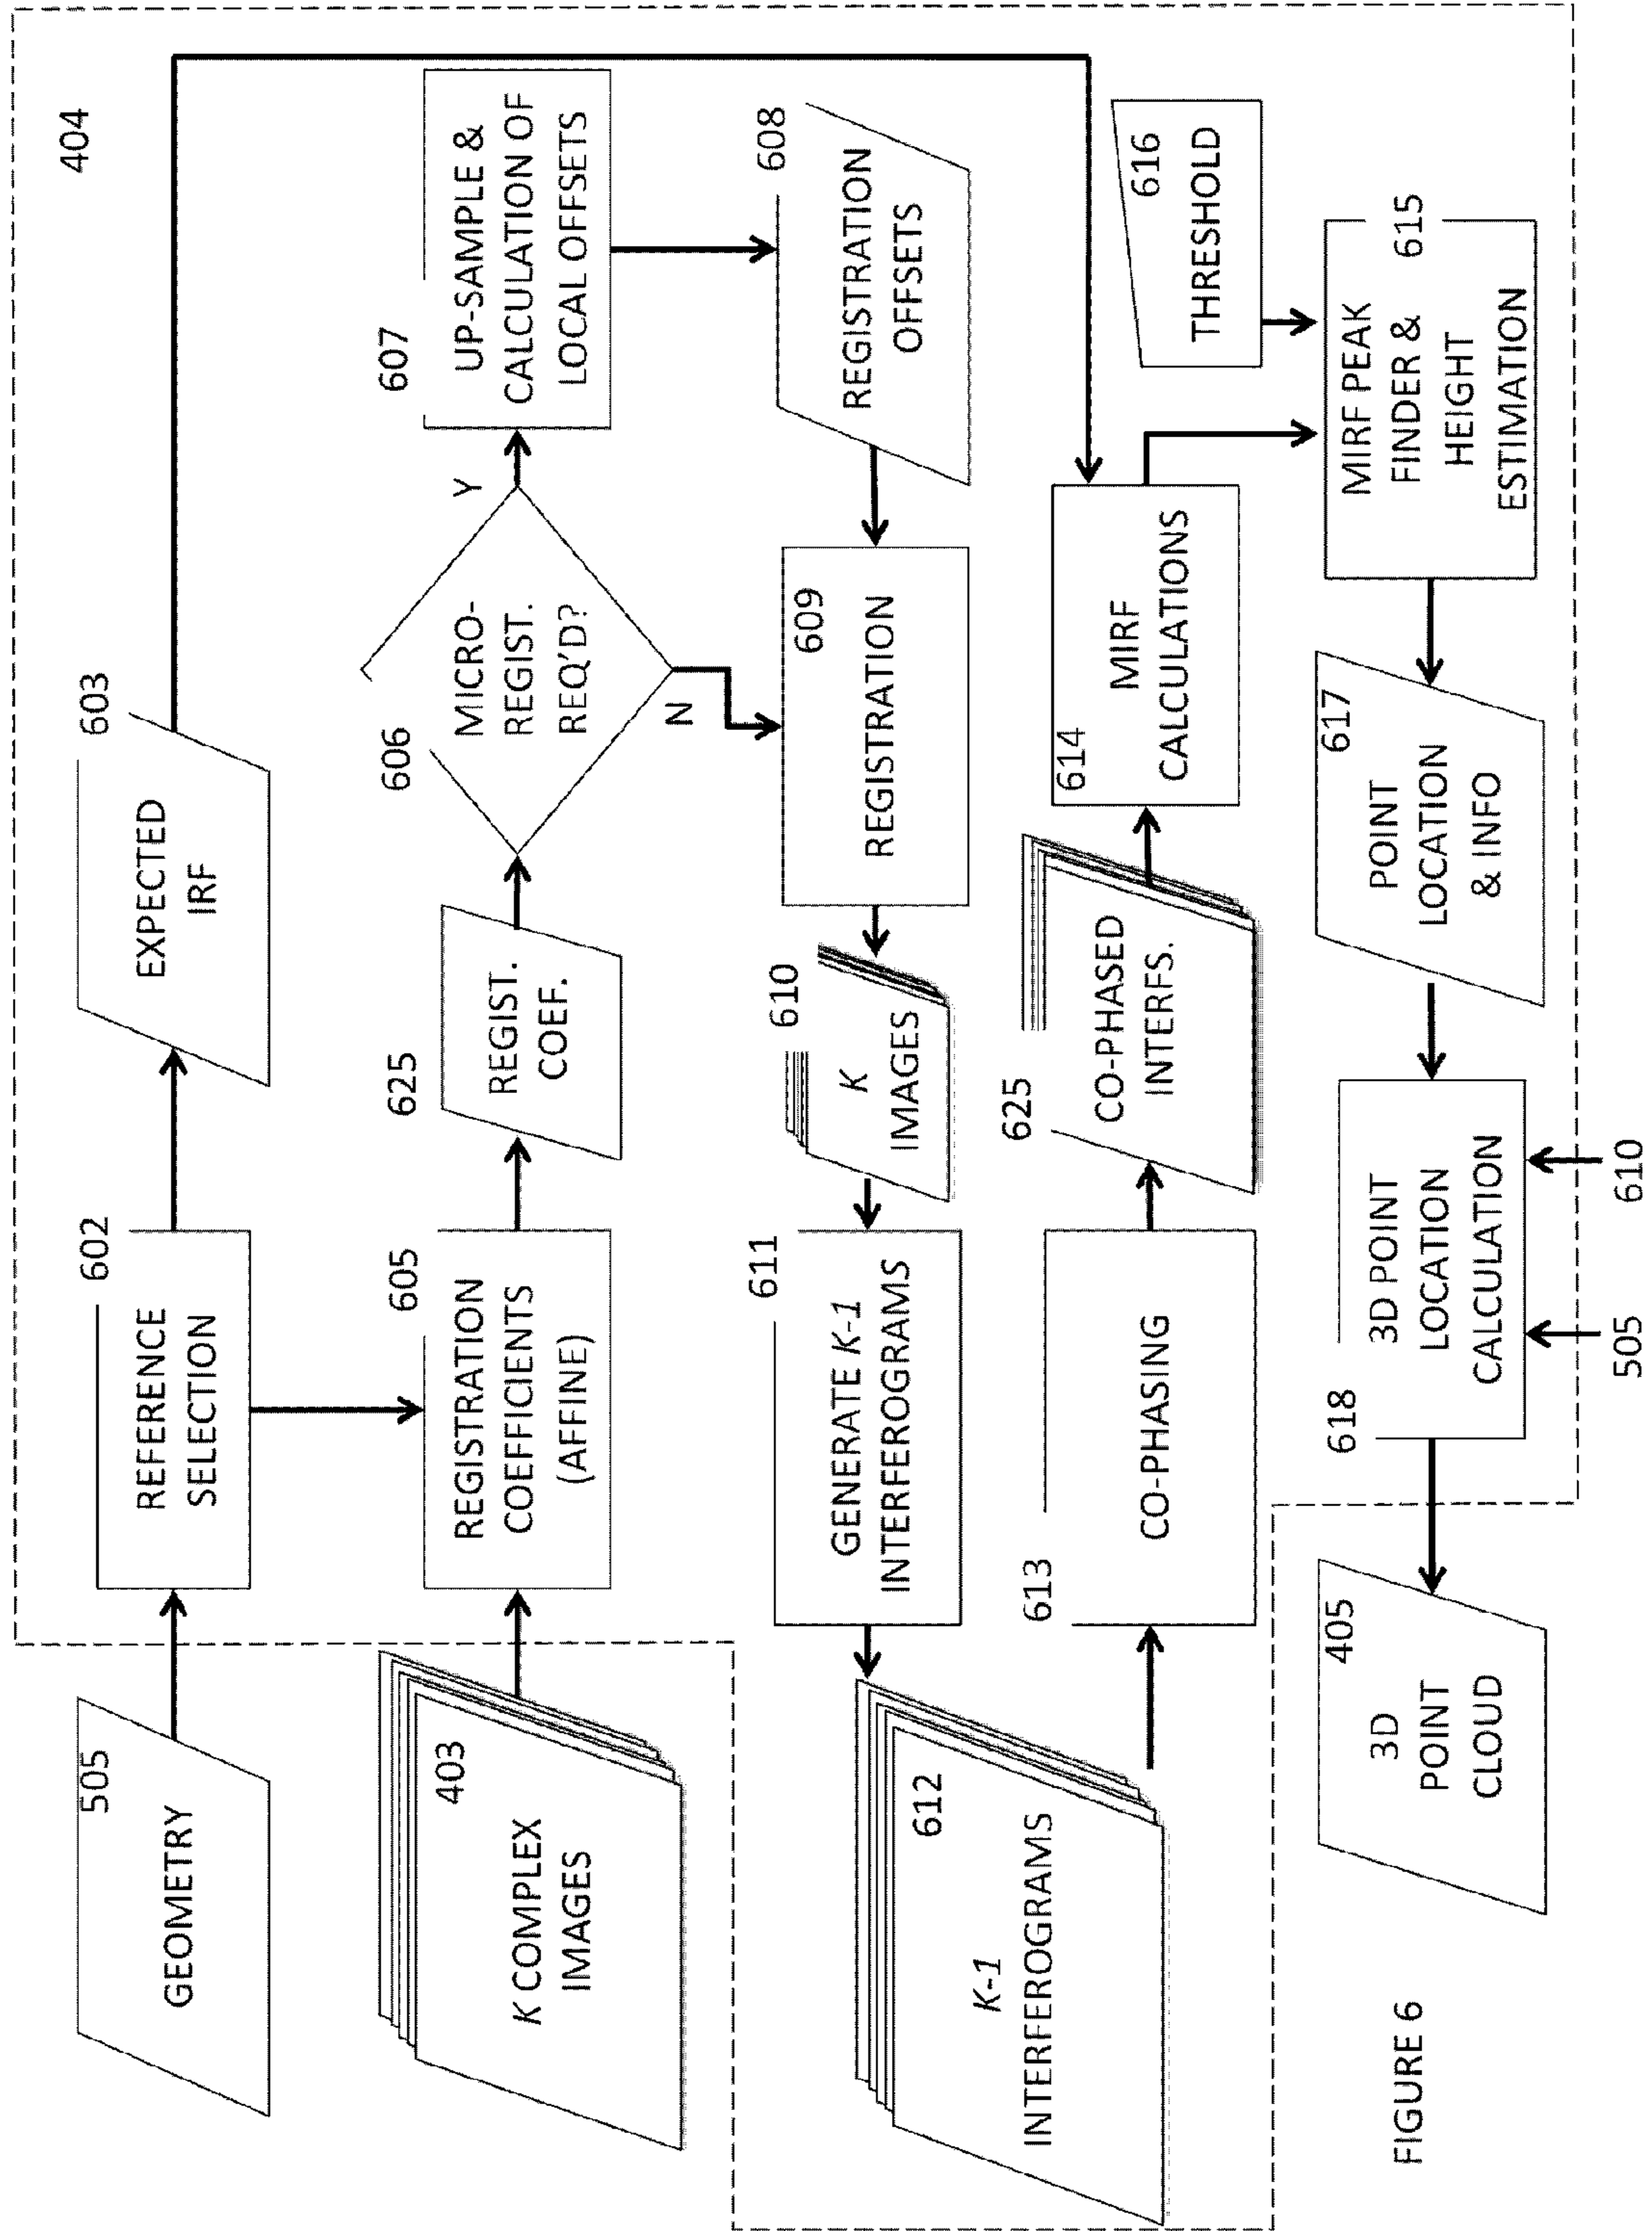 404
505
GEOMETRY
602
REFERENCE
SELECTION
603
EXPECTED
IRF
403
K COMPLEX
IMAGES
605
REGISTRATION
COEFFICIENTS
(AFFINE)
625
REGIST.
COEF.
606
MICRO-
REGIST.
REQ'D?
Y
N
607
UP-SAMPLE &
CALCULATION OF
LOCAL OFFSETS
608
REGISTRATION
OFFSETS
609
REGISTRATION
610
K
IMAGES
611
GENERATE K-1
INTERFEROGRAMS
612
K-1
INTERFEROGRAMS
613
CO-PHASING
625
CO-PHASED
INTERFS.
614
MIRF
CALCULATIONS
616
THRESHOLD
MIRF PEAK
FINDER & 615
HEIGHT
ESTIMATION
617
POINT
LOCATION
& INFO
618
3D POINT
LOCATION
CALCULATION
505
610
405
3D
POINT
CLOUD
FIGURE 6